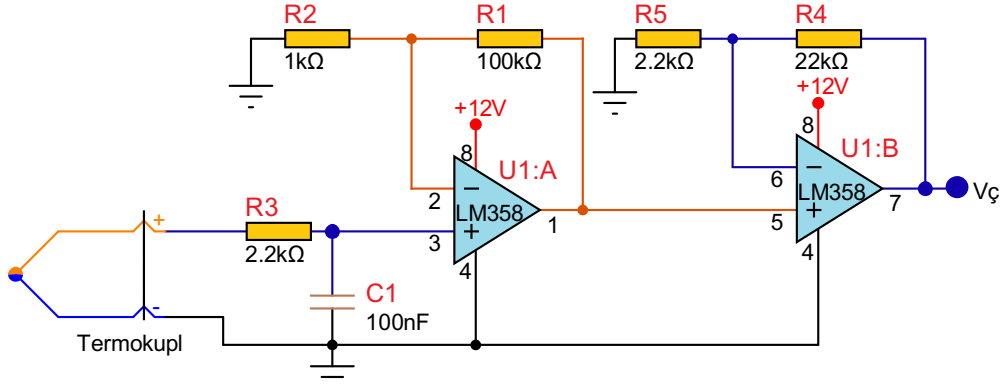 R2
R1
R5
R4
1kΩ
100kΩ
2.2kΩ
22kΩ
+12V
+12V
8
8
U1:A
U1:B
−
−
2
6
LM358
LM358
7
Vç
R3
+
+
+
3
1
5
2.2kΩ
4
4
C1
-
100nF
Termokupl